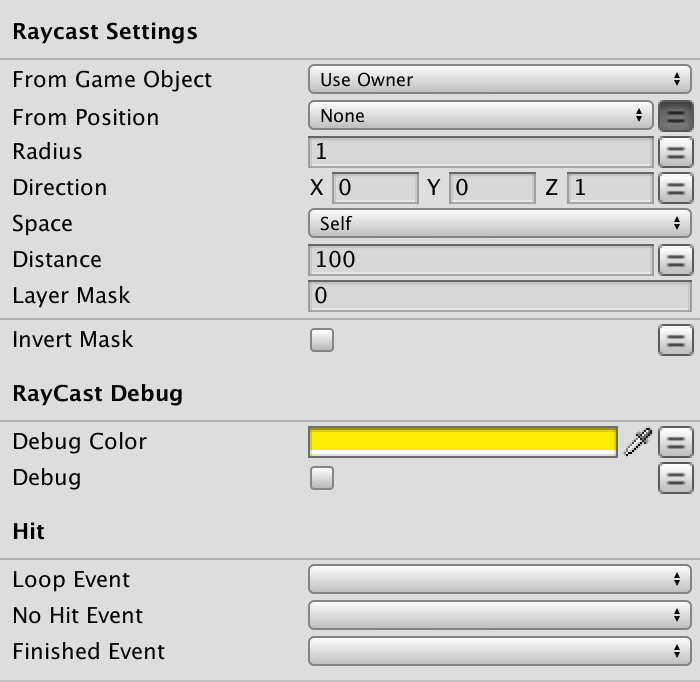 Raycast Settings
From Game Object Use Owner
From Position None =
Radius 1 =
Direction X 0 Y 0 Z 1 =
Space Self
Distance 100 =
Layer Mask 0
Invert Mask =
RayCast Debug
Debug Color =
Debug =
Hit
Loop Event
No Hit Event
Finished Event